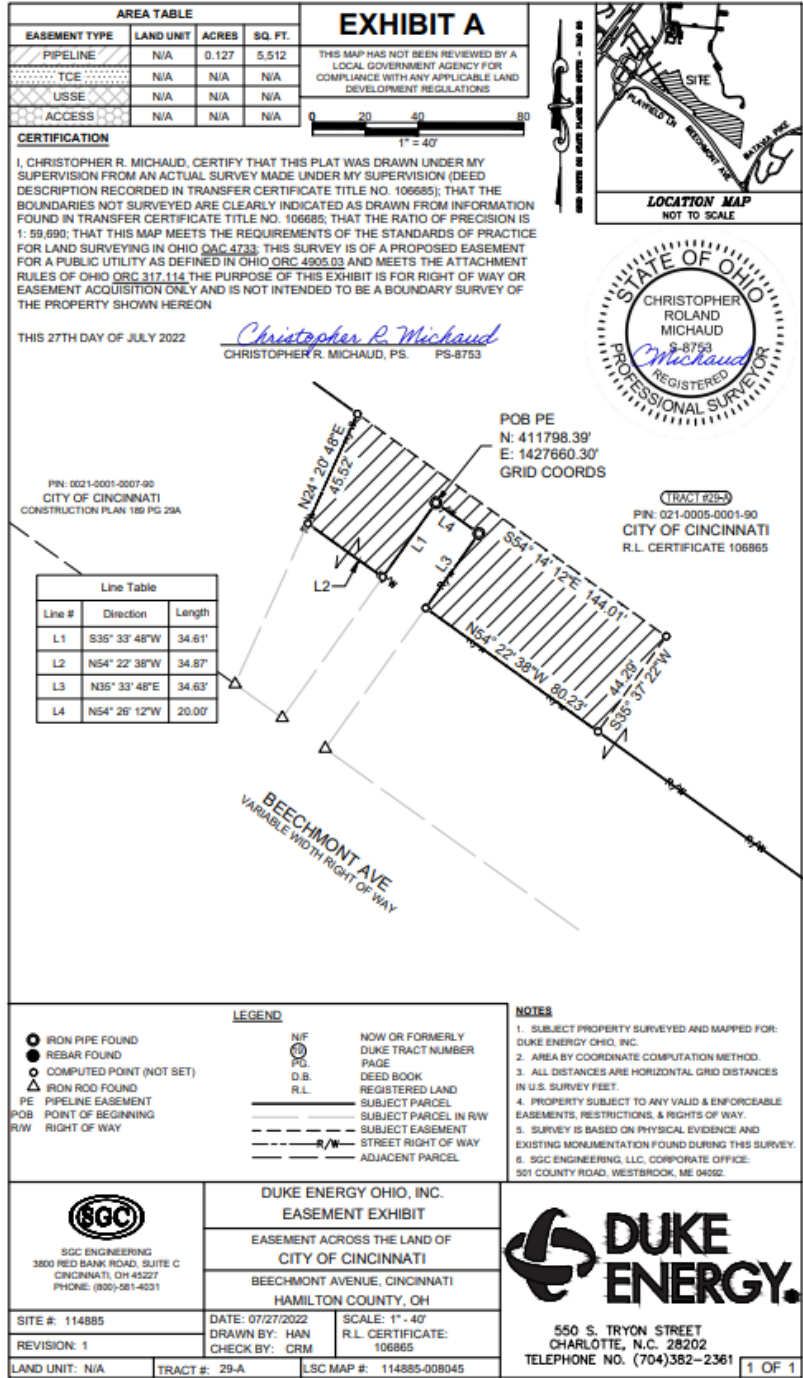 AREA TABLE
EASEMENT TYPE LAND UNIT ACRES SQ. FT.
PIPELINE N/A 0.127 5,512
TCE N/A N/A N/A
USSE N/A N/A N/A
ACCESS N/A N/A N/A
EXHIBIT A
THIS MAP HAS NOT BEEN REVIEWED BY A
LOCAL GOVERNMENT AGENCY FOR
COMPLIANCE WITH ANY APPLICABLE LAND
DEVELOPMENT REGULATIONS
0 20 40 80
1" = 40'
SITE
PLAYFIELD LN
BEECHMONT AVE
BATAVIA PIKE
LOCATION MAP
NOT TO SCALE
CERTIFICATION
I, CHRISTOPHER R. MICHAUD, CERTIFY THAT THIS PLAT WAS DRAWN UNDER MY
SUPERVISION FROM AN ACTUAL SURVEY MADE UNDER MY SUPERVISION (DEED
DESCRIPTION RECORDED IN TRANSFER CERTIFICATE TITLE NO. 106685); THAT THE
BOUNDARIES NOT SURVEYED ARE CLEARLY INDICATED AS DRAWN FROM INFORMATION
FOUND IN TRANSFER CERTIFICATE TITLE NO. 106685; THAT THE RATIO OF PRECISION IS
1: 59,690; THAT THIS MAP MEETS THE REQUIREMENTS OF THE STANDARDS OF PRACTICE
FOR LAND SURVEYING IN OHIO OAC 4733; THIS SURVEY IS OF A PROPOSED EASEMENT
FOR A PUBLIC UTILITY AS DEFINED IN OHIO ORC 4905.03 AND MEETS THE ATTACHMENT
RULES OF OHIO ORC 317.114 THE PURPOSE OF THIS EXHIBIT IS FOR RIGHT OF WAY OR
EASEMENT ACQUISITION ONLY AND IS NOT INTENDED TO BE A BOUNDARY SURVEY OF
THE PROPERTY SHOWN HEREON
THIS 27TH DAY OF JULY 2022
Christopher R. Michaud
CHRISTOPHER R. MICHAUD, PS. PS-8753
STATE OF OHIO
CHRISTOPHER
ROLAND
MICHAUD
S-8753
CMichaud
REGISTERED
PROFESSIONAL SURVEYOR
POB PE
N: 411798.39'
E: 1427660.30'
GRID COORDS
PIN: 0021-0001-0007-90
CITY OF CINCINNATI
CONSTRUCTION PLAN 189 PG 29A
TRACT #29-A
PIN: 021-0005-0001-90
CITY OF CINCINNATI
R.L. CERTIFICATE 106865
N24° 20' 48"E
45.52'
L4
L1
L3
L2
S54° 14' 12"E 144.01'
N54° 22' 38"W 80.23'
44.29'
S35° 37' 22"W
R/W
R/W
Line Table
Line # Direction Length
L1 S35° 33' 48"W 34.61'
L2 N54° 22' 38"W 34.87'
L3 N35° 33' 48"E 34.63'
L4 N54° 26' 12"W 20.00'
BEECHMONT AVE
VARIABLE WIDTH RIGHT OF WAY
LEGEND
IRON PIPE FOUND
REBAR FOUND
COMPUTED POINT (NOT SET)
IRON ROD FOUND
PE PIPELINE EASEMENT
POB POINT OF BEGINNING
R/W RIGHT OF WAY
N/F NOW OR FORMERLY
DUKE TRACT NUMBER
PG. PAGE
D.B. DEED BOOK
R.L. REGISTERED LAND
SUBJECT PARCEL
SUBJECT PARCEL IN R/W
SUBJECT EASEMENT
R/W STREET RIGHT OF WAY
ADJACENT PARCEL
NOTES
1. SUBJECT PROPERTY SURVEYED AND MAPPED FOR:
DUKE ENERGY OHIO, INC.
2. AREA BY COORDINATE COMPUTATION METHOD.
3. ALL DISTANCES ARE HORIZONTAL GRID DISTANCES
IN U.S. SURVEY FEET.
4. PROPERTY SUBJECT TO ANY VALID & ENFORCEABLE
EASEMENTS, RESTRICTIONS, & RIGHTS OF WAY.
5. SURVEY IS BASED ON PHYSICAL EVIDENCE AND
EXISTING MONUMENTATION FOUND DURING THIS SURVEY.
6. SGC ENGINEERING, LLC, CORPORATE OFFICE:
501 COUNTY ROAD, WESTBROOK, ME 04092.
SGC
SGC ENGINEERING
3800 RED BANK ROAD, SUITE C
CINCINNATI, OH 45227
PHONE: (800)-581-4031
DUKE ENERGY OHIO, INC.
EASEMENT EXHIBIT
EASEMENT ACROSS THE LAND OF
CITY OF CINCINNATI
BEECHMONT AVENUE, CINCINNATI
HAMILTON COUNTY, OH
SITE #: 114885
REVISION: 1
DATE: 07/27/2022
DRAWN BY: HAN
CHECK BY: CRM
SCALE: 1" - 40'
R.L. CERTIFICATE:
106865
LAND UNIT: N/A
TRACT #: 29-A
LSC MAP #: 114885-008045
DUKE
ENERGY.
550 S. TRYON STREET
CHARLOTTE, N.C. 28202
TELEPHONE NO. (704)382-2361
1 OF 1